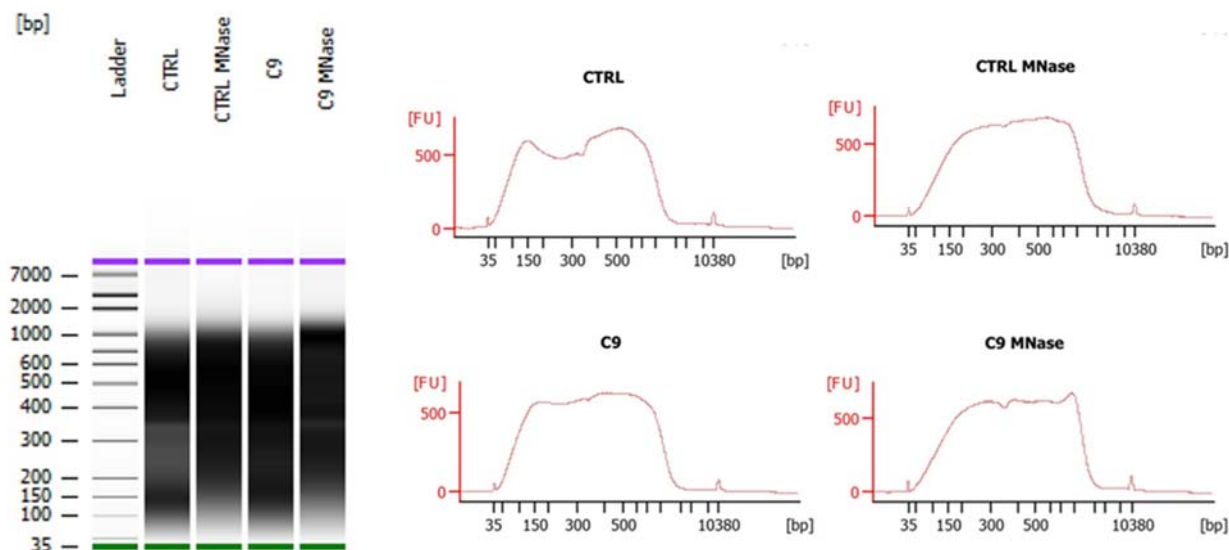 [bp]
Ladder
CTRL
CTRL MNase
C9
C9 MNase
7000
2000
1000
600
500
400
300
200
150
100
35
CTRL
[FU]
500
0
35 150 300 500 10380 [bp]
CTRL MNase
[FU]
500
0
35 150 300 500 10380 [bp]
C9
[FU]
500
0
35 150 300 500 10380 [bp]
C9 MNase
[FU]
500
0
35 150 300 500 10380 [bp]